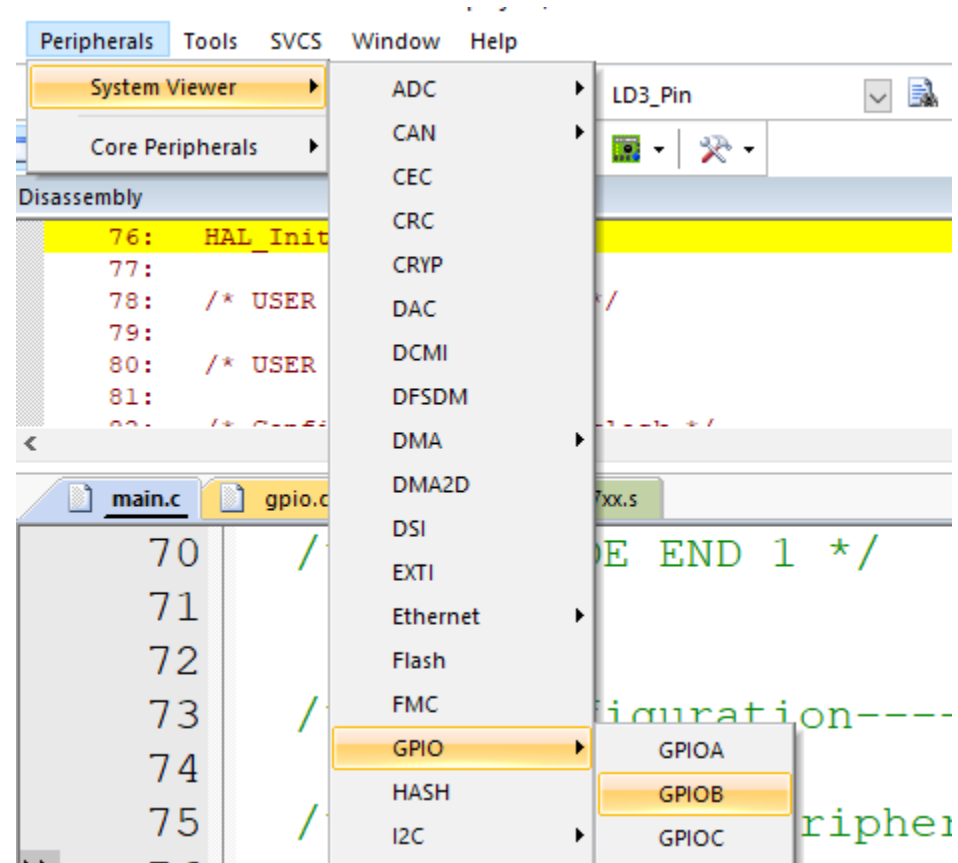 Peripherals Tools SVCS Window Help
System Viewer
Core Peripherals
ADC
CAN
CEC
CRC
CRYP
DAC
DCMI
DFSDM
DMA
DMA2D
DSI
EXTI
Ethernet
Flash
FMC
GPIO
HASH
I2C
GPIOA
GPIOB
GPIOC
LD3_Pin
Disassembly
76: HAL_Init
77:
78: /* USER */
79:
80: /* USER
81:
main.c gpio.c 7xx.s
70 / DE END 1 */
71
72
73 / iguration----
74
75 / ripher